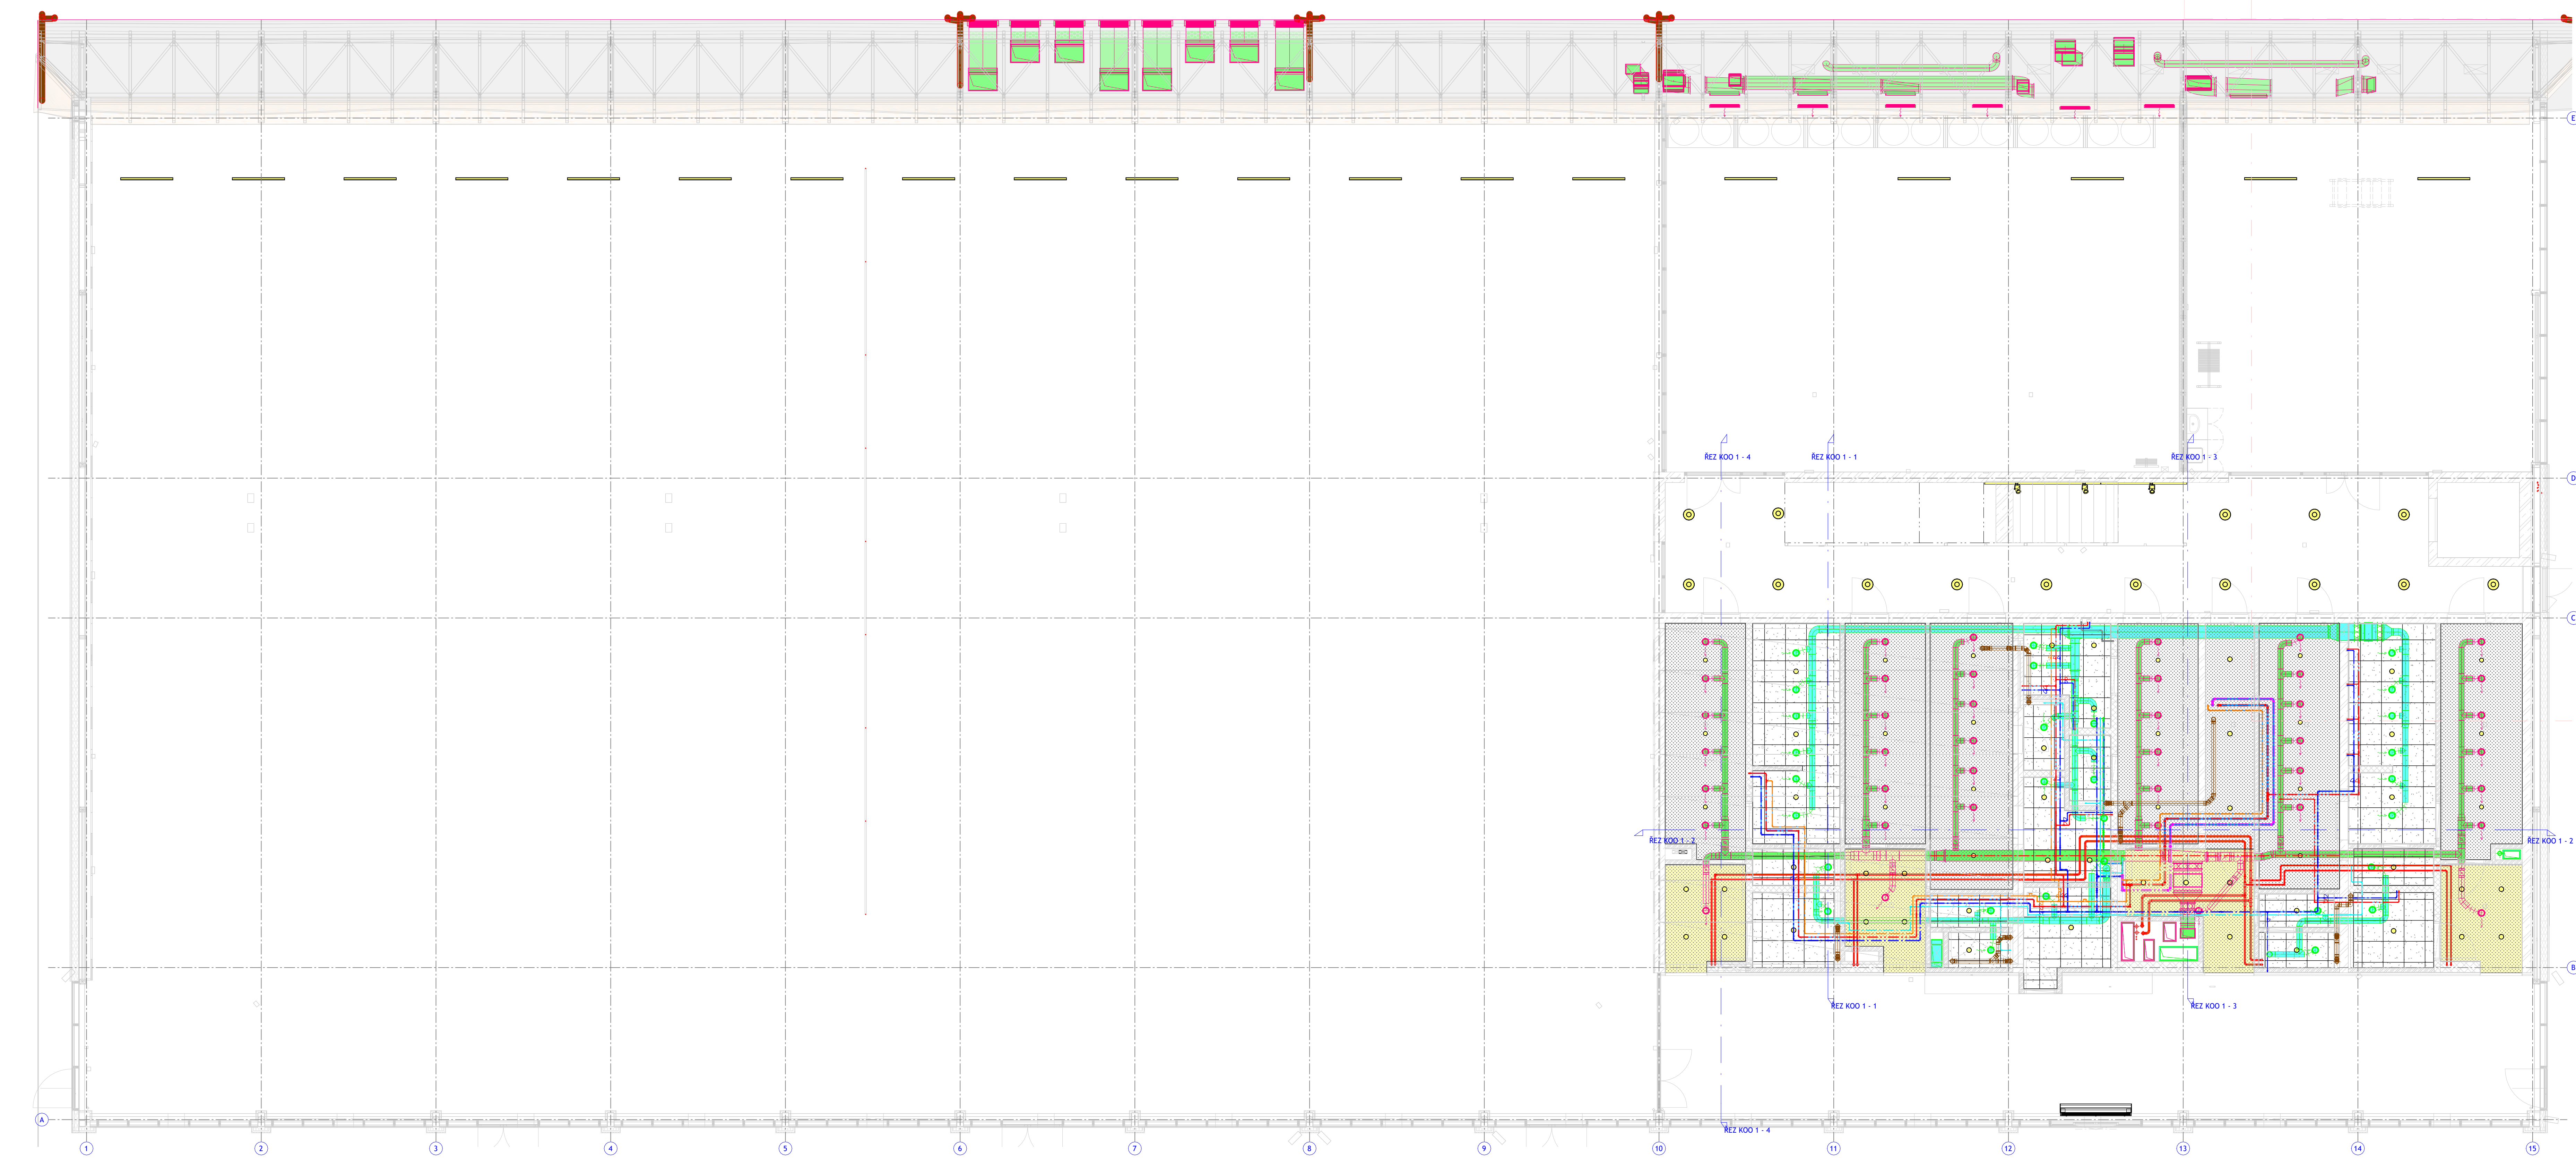 E
ŘEZ KOO 1 - 4
ŘEZ KOO 1 - 1
ŘEZ KOO 1 - 3
D
C
ŘEZ KOO 1 - 2
ŘEZ KOO 1 - 2
B
ŘEZ KOO 1 - 1
ŘEZ KOO 1 - 3
A
ŘEZ KOO 1 - 4
1
2
3
4
5
6
7
8
9
10
11
12
13
14
15